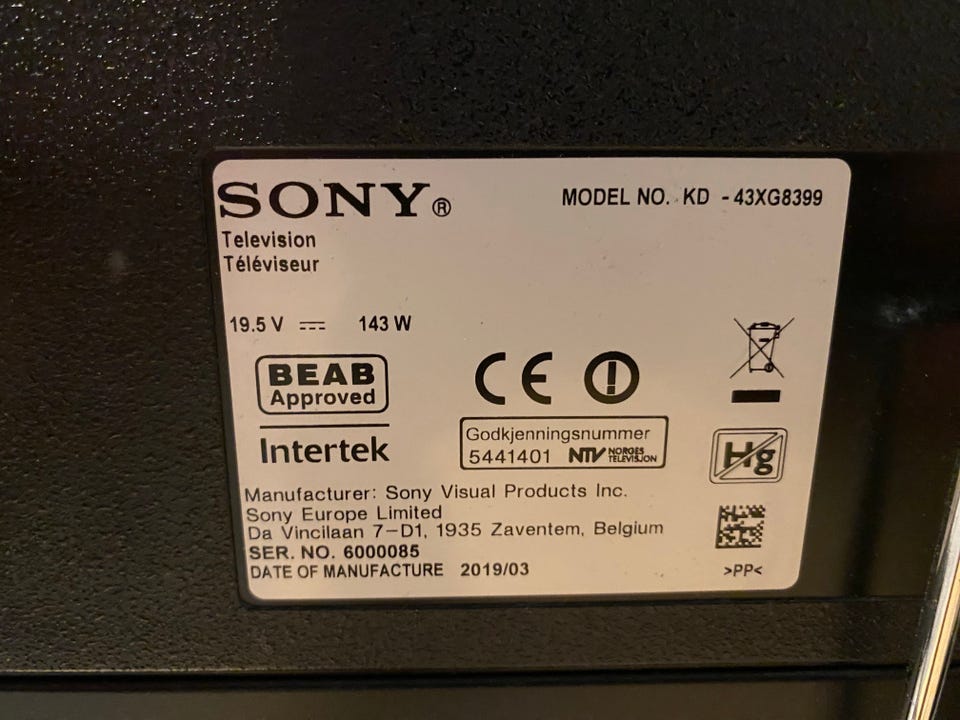 SONY®
MODEL NO. KD - 43XG8399
Television
Téléviseur
19.5 V ⎓ 143 W
BEAB
Approved
Intertek
CE
Godkjenningsnummer
5441401 NTV NORGES
TELEVISJON
Hg
Manufacturer: Sony Visual Products Inc.
Sony Europe Limited
Da Vincilaan 7-D1, 1935 Zaventem, Belgium
SER. NO. 6000085
DATE OF MANUFACTURE 2019/03
>PP<